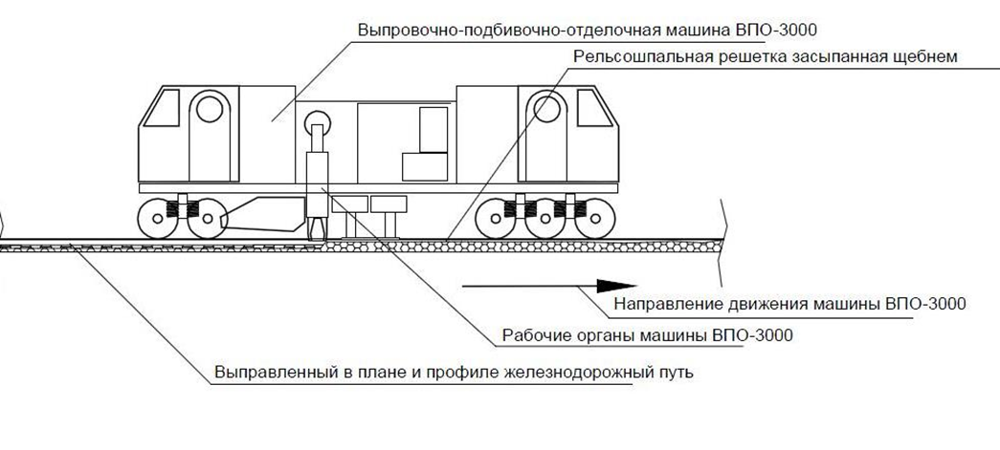 Выпровочно-подбивочно-отделочная машина ВПО-3000
Рельсошпальная решетка засыпанная щебнем
Направление движения машины ВПО-3000
Рабочие органы машины ВПО-3000
Выправленный в плане и профиле железнодорожный путь